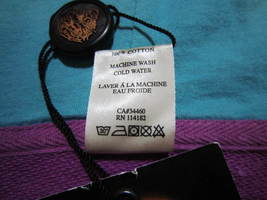 100% COTTON
MACHINE WASH
COLD WATER
LAVER À LA MACHINE
EAU FROIDE
CA#34460
RN 114182